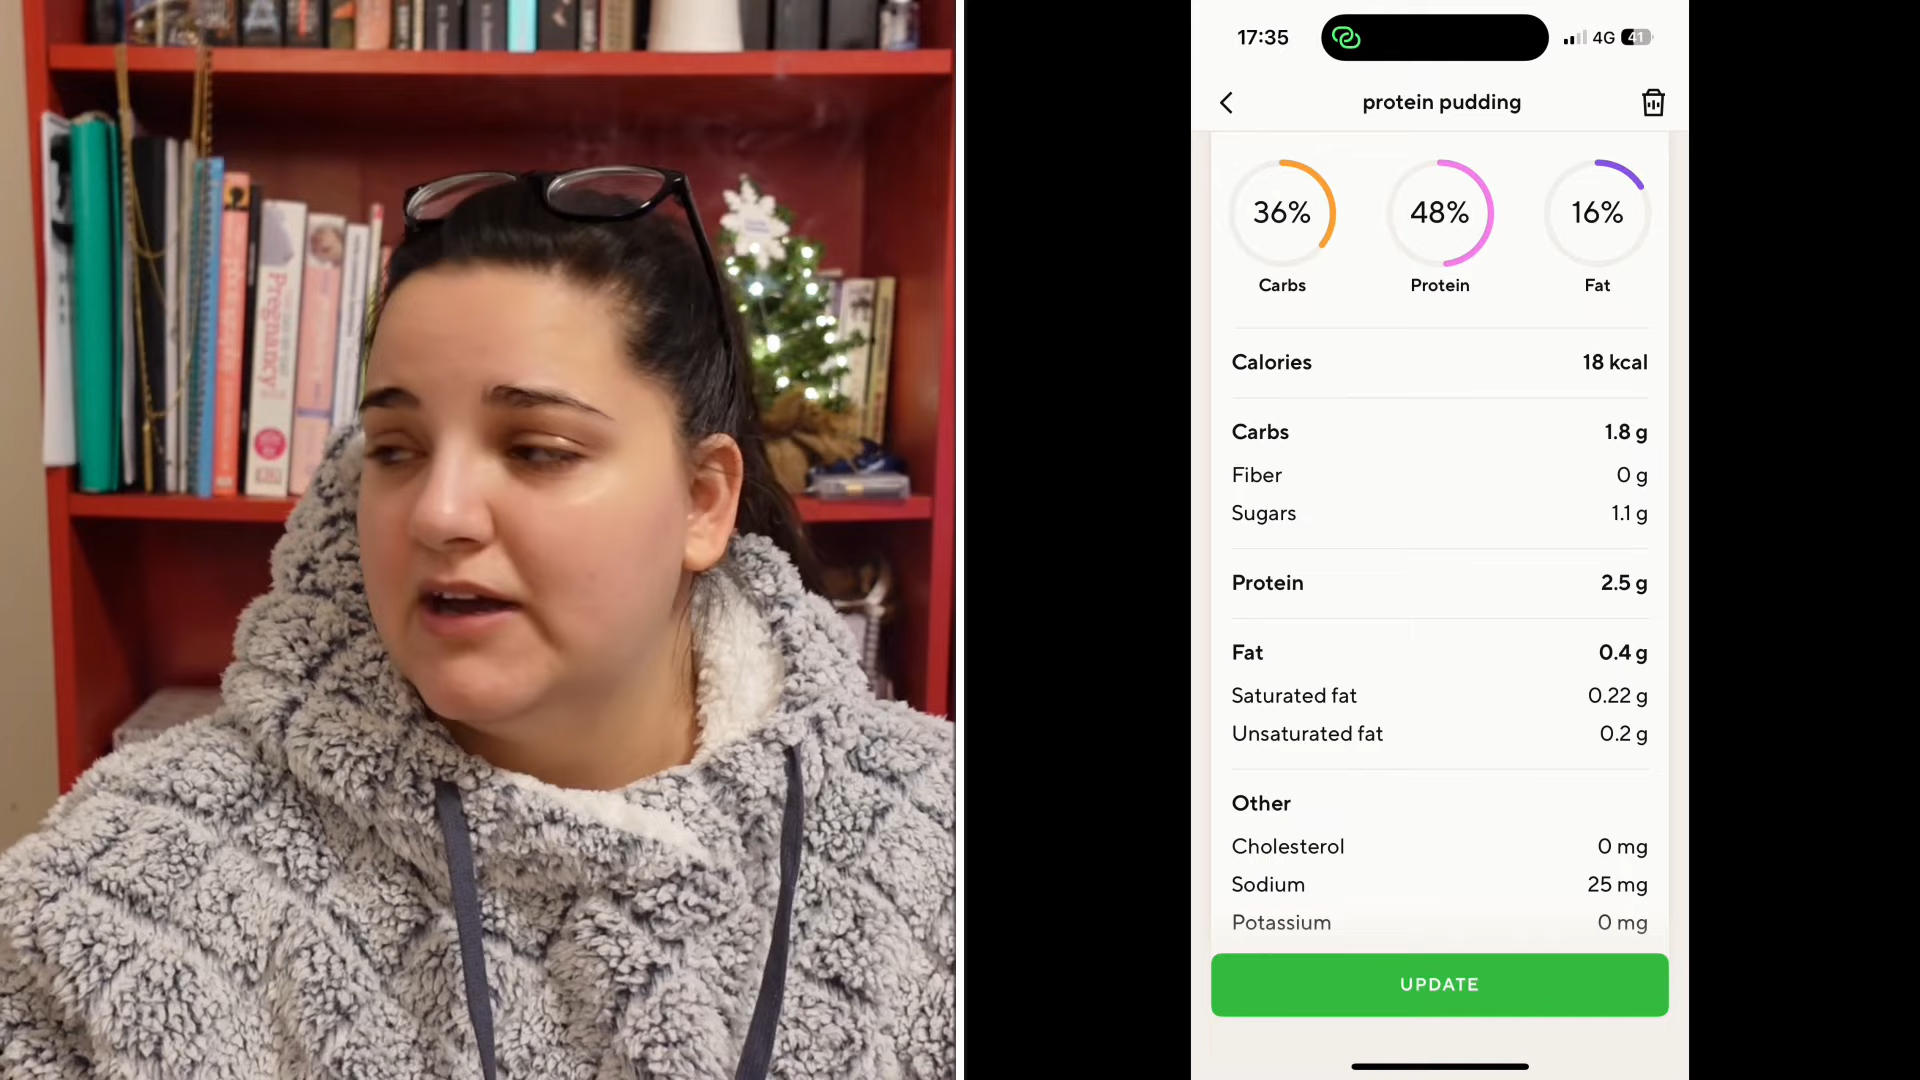 Pregnancy
17:35
4G
41
protein pudding
36%
48%
16%
Carbs
Protein
Fat
Calories 18 kcal
Carbs 1.8 g
Fiber 0 g
Sugars 1.1 g
Protein 2.5 g
Fat 0.4 g
Saturated fat 0.22 g
Unsaturated fat 0.2 g
Other
Cholesterol 0 mg
Sodium 25 mg
Potassium 0 mg
UPDATE